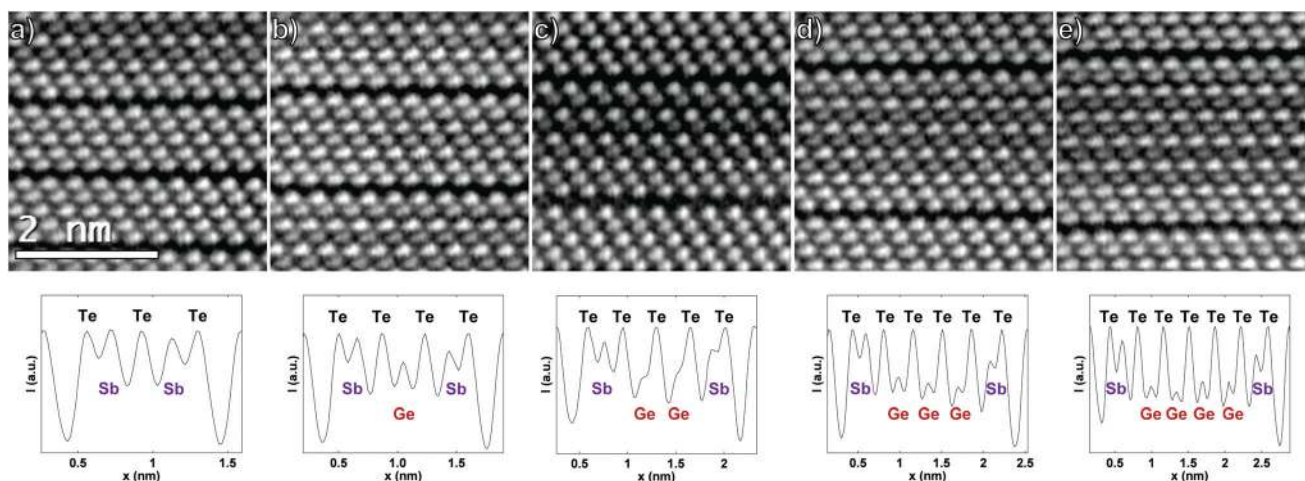 a) b) c) d) e)
2 nm
Te Te Te
Sb Sb
I (a.u.)
0.5 1 1.5
x (nm)
Te Te Te Te
Sb Sb
Ge
I (a.u.)
0.5 1.0 1.5
x (nm)
Te Te Te Te Te
Sb Sb
Ge Ge
I (a.u.)
0.5 1 1.5 2
x (nm)
Te Te Te Te Te Te
Sb Sb
Ge Ge Ge
I (a.u.)
0.5 1 1.5 2 2.5
x (nm)
Te Te Te Te Te Te Te
Sb Sb
Ge Ge Ge Ge
I (a.u.)
0.5 1 1.5 2 2.5
x (nm)